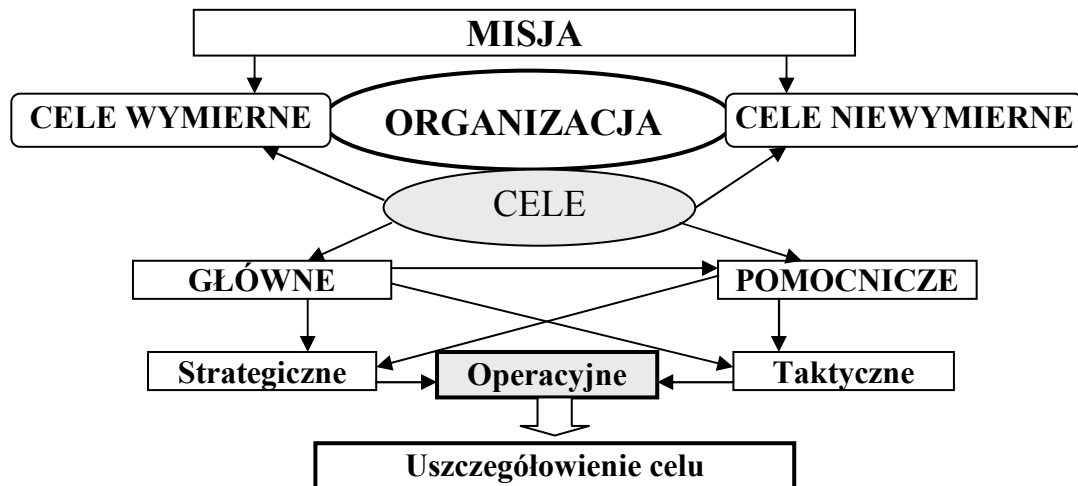 MISJA
CELE WYMIERNE
ORGANIZACJA
CELE NIEWYMIERNE
CELE
GŁÓWNE
POMOCNICZE
Strategiczne
Operacyjne
Taktyczne
Uszczegółowienie celu